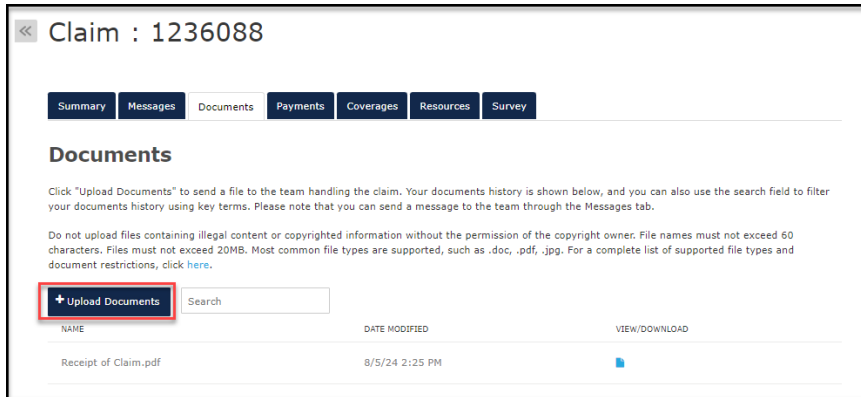 Claim : 1236088
Summary Messages Documents Payments Coverages Resources Survey
Documents
Click "Upload Documents" to send a file to the team handling the claim. Your documents history is shown below, and you can also use the search field to filter
your documents history using key terms. Please note that you can send a message to the team through the Messages tab.
Do not upload files containing illegal content or copyrighted information without the permission of the copyright owner. File names must not exceed 60
characters. Files must not exceed 20MB. Most common file types are supported, such as .doc, .pdf, .jpg. For a complete list of supported file types and
document restrictions, click here.
+ Upload Documents Search
NAME DATE MODIFIED VIEW/DOWNLOAD
Receipt of Claim.pdf 8/5/24 2:25 PM